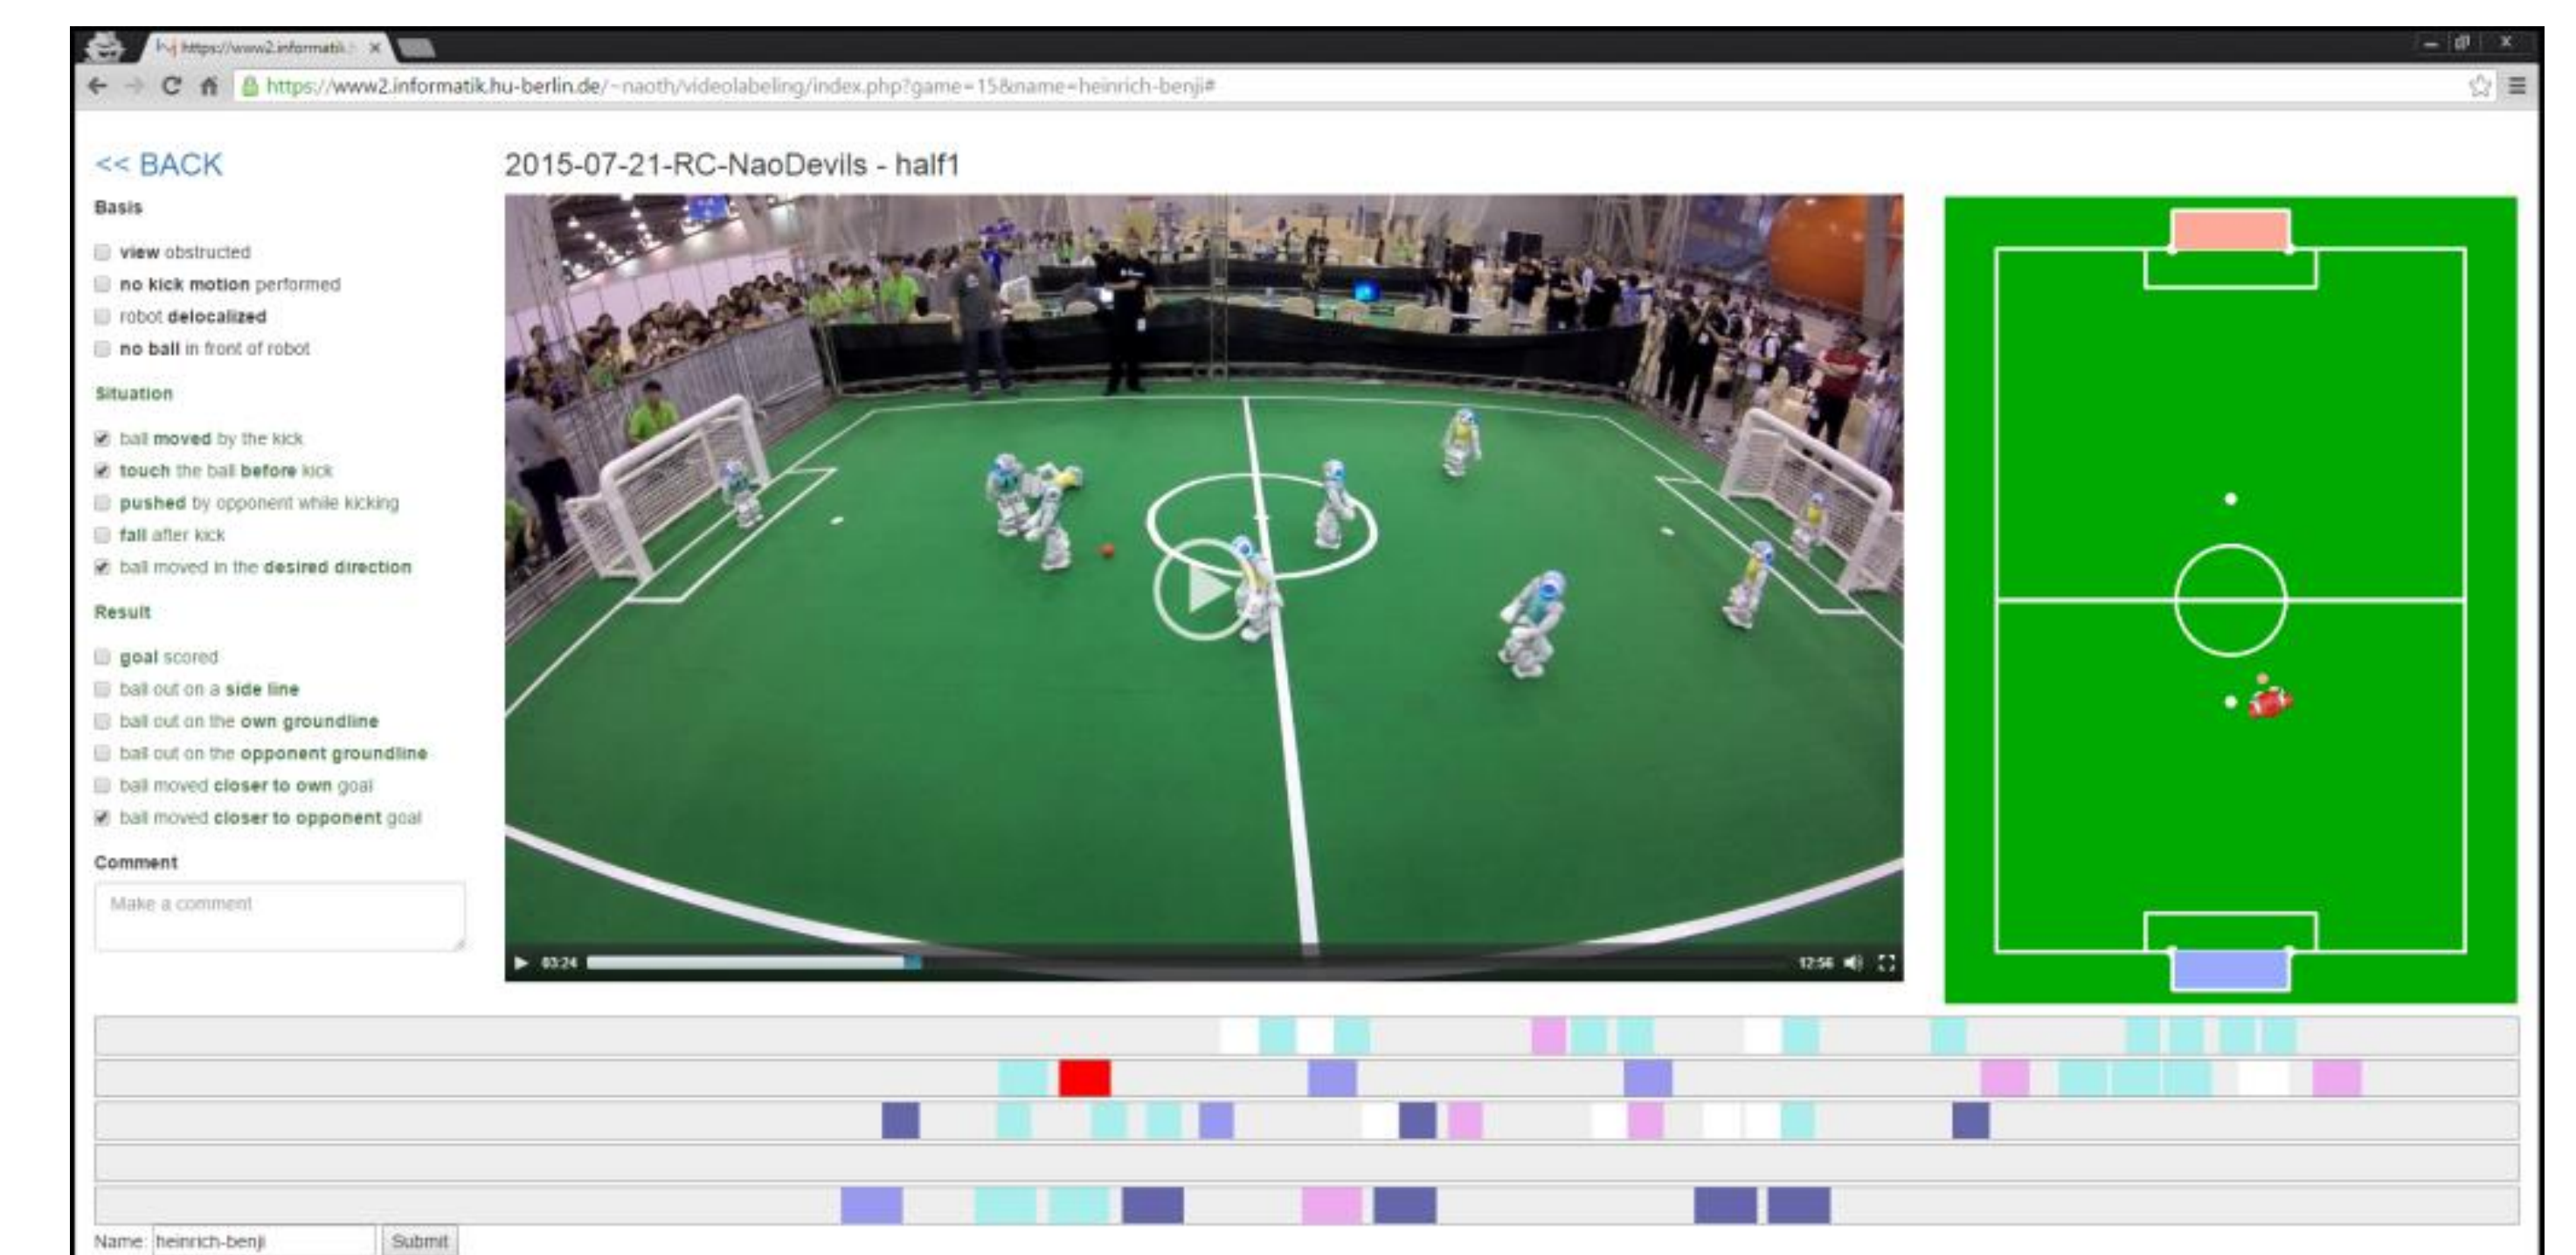 https://www2.informatik.
https://www2.informatik.hu-berlin.de/~naoth/videolabeling/index.php?game=15&name=heinrich-benji#
<< BACK
2015-07-21-RC-NaoDevils - half1
Basis
view obstructed
no kick motion performed
robot delocalized
no ball in front of robot
Situation
ball moved by the kick
touch the ball before kick
pushed by opponent while kicking
fall after kick
ball moved in the desired direction
Result
goal scored
ball out on a side line
ball out on the own groundline
ball out on the opponent groundline
ball moved closer to own goal
ball moved closer to opponent goal
Comment
Make a comment
03:24
12:56
Name: heinrich-benji Submit